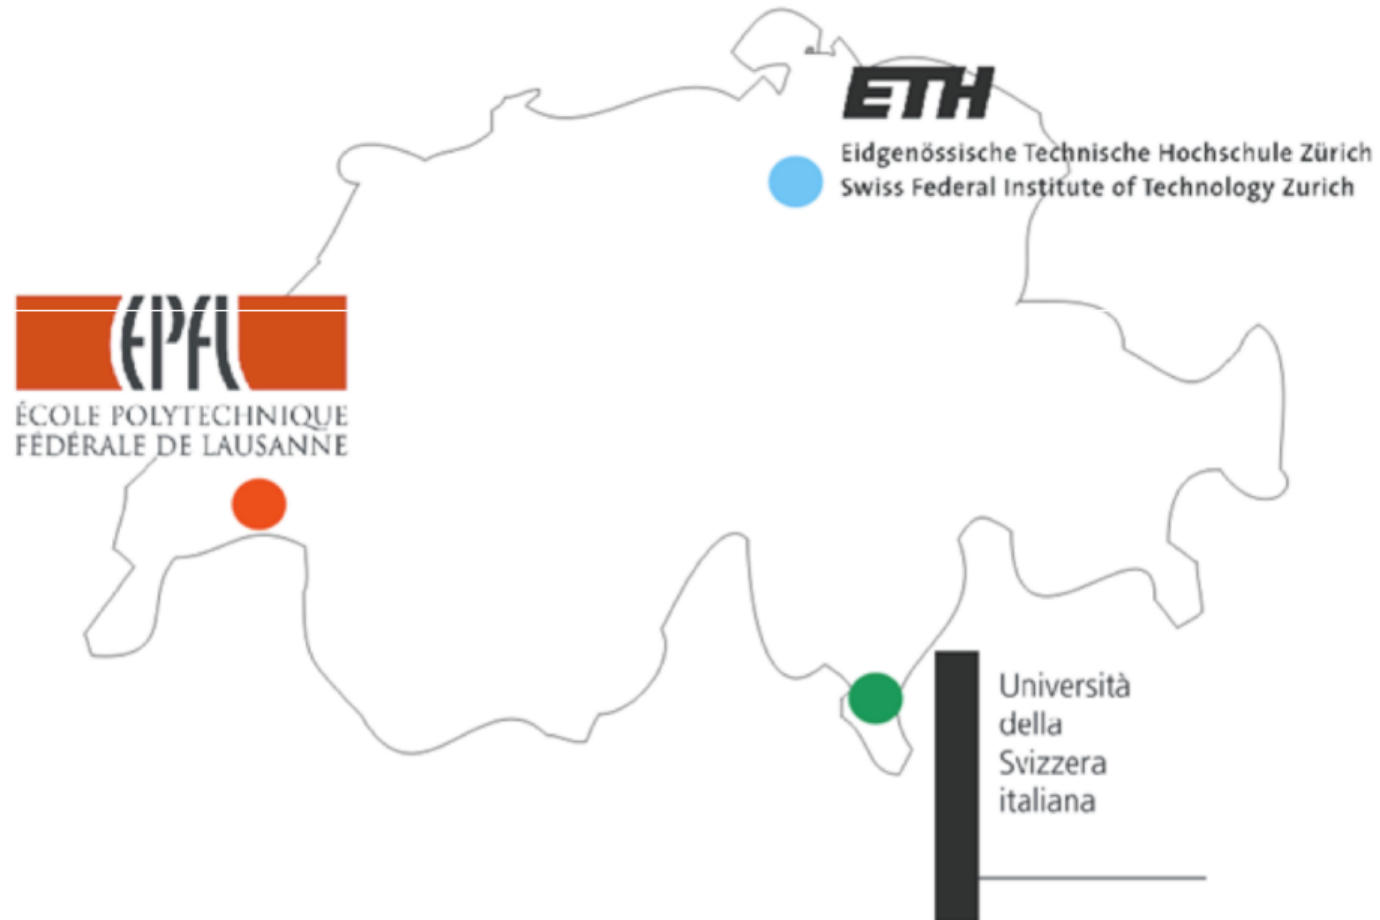 ETH
Eidgenössische Technische Hochschule Zürich
Swiss Federal Institute of Technology Zurich
EPFL
ÉCOLE POLYTECHNIQUE
FÉDÉRALE DE LAUSANNE
Università
della
Svizzera
italiana